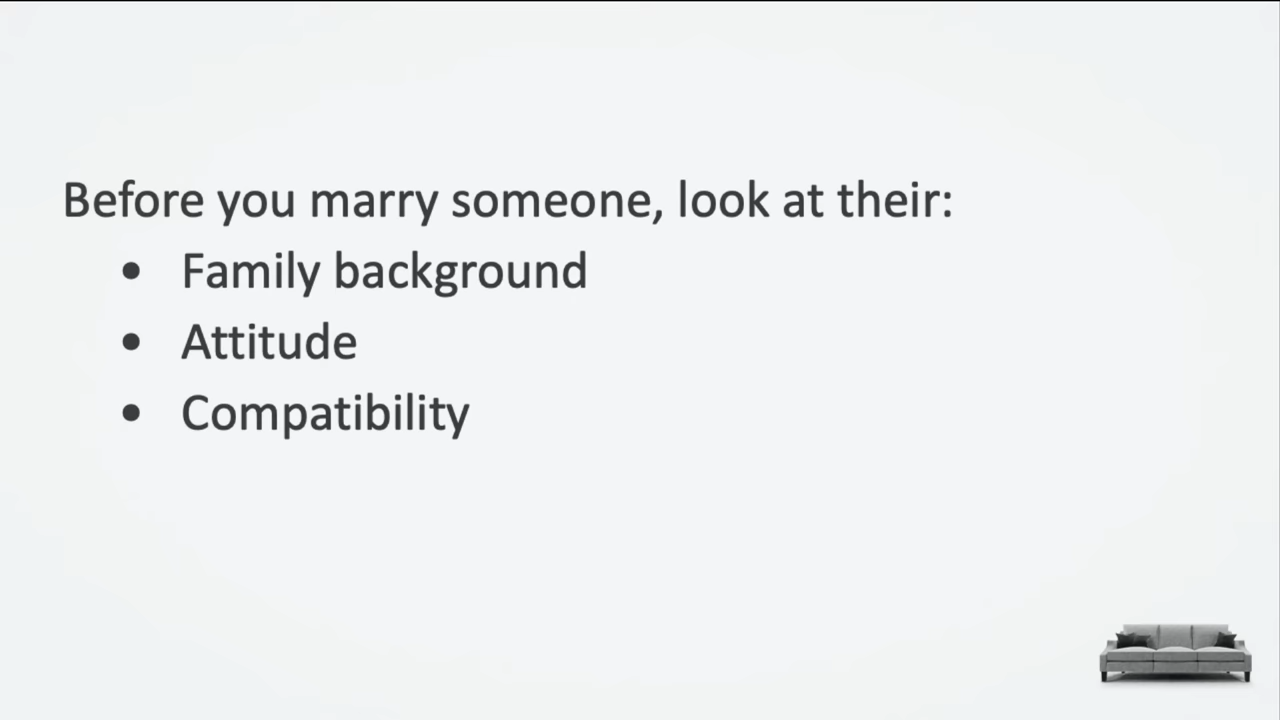 Before you marry someone, look at their:
• Family background
• Attitude
• Compatibility